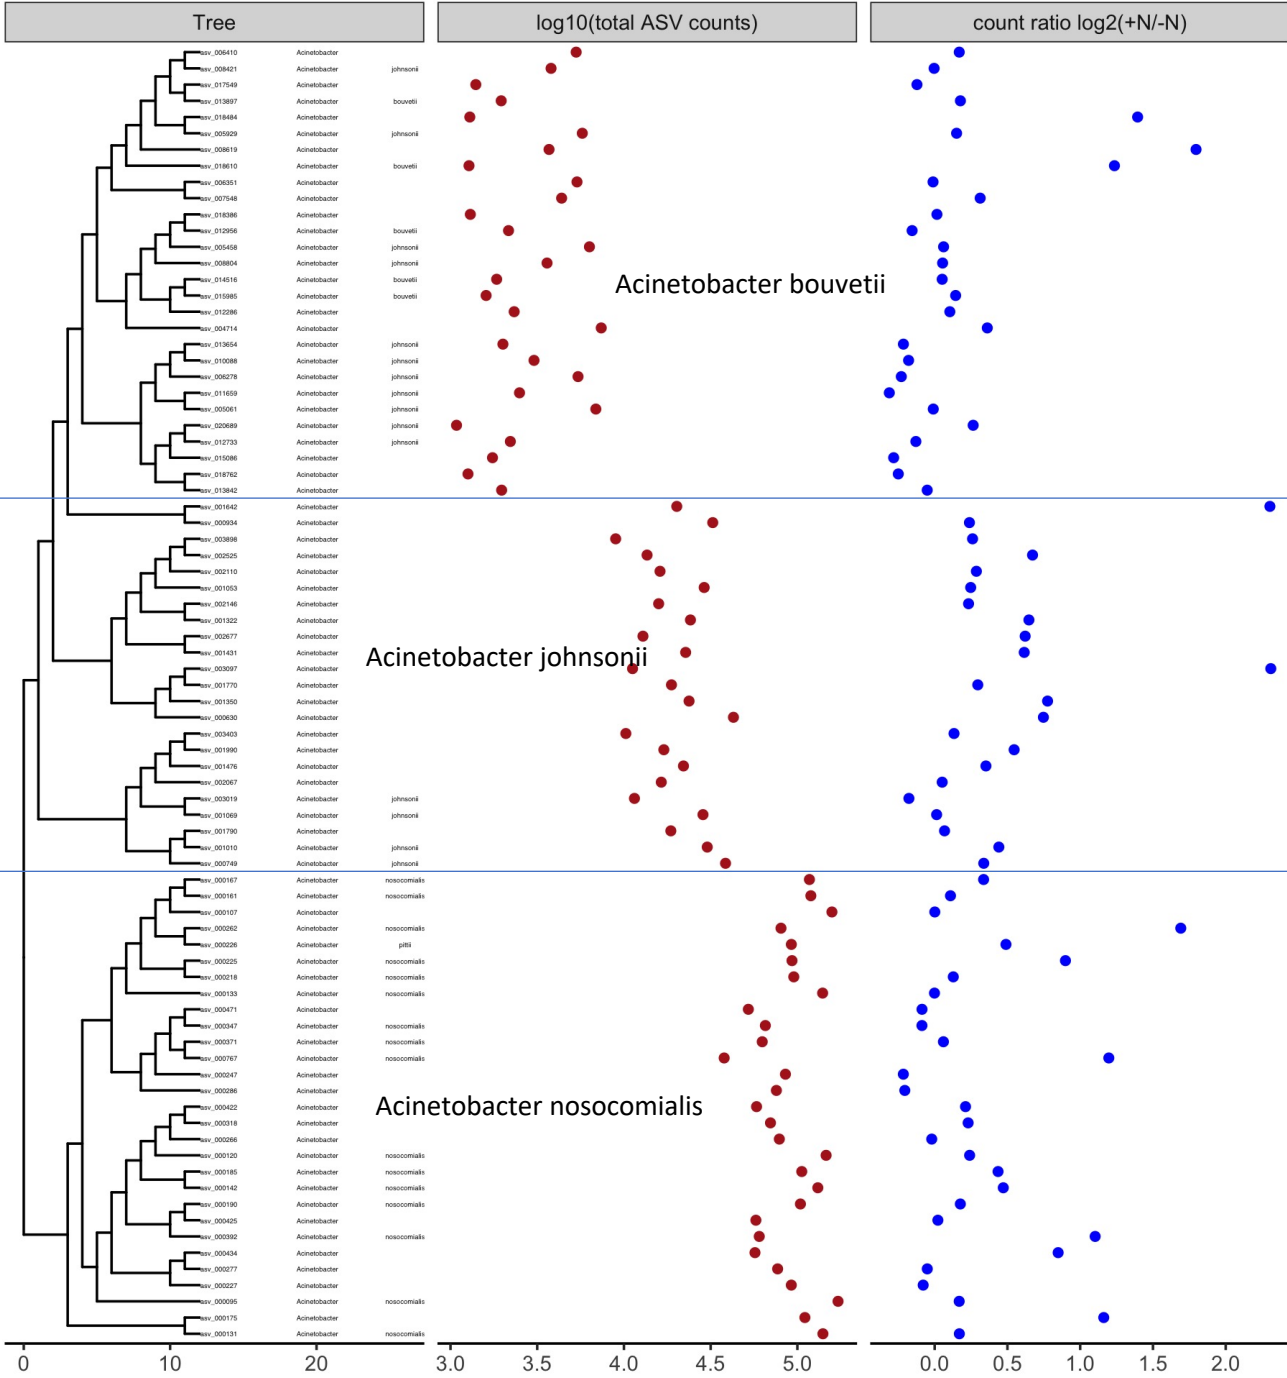 Tree log10(total ASV counts) count ratio log2(+N/-N)
asv_006410 Acinetobacter
asv_008421 Acinetobacter johnsonii
asv_017549 Acinetobacter
asv_013897 Acinetobacter bouvetii
asv_018484 Acinetobacter
asv_005929 Acinetobacter johnsonii
asv_008619 Acinetobacter
asv_018610 Acinetobacter bouvetii
asv_006351 Acinetobacter
asv_007548 Acinetobacter
asv_018386 Acinetobacter
asv_012956 Acinetobacter bouvetii
asv_005458 Acinetobacter johnsonii
asv_008804 Acinetobacter johnsonii
asv_014516 Acinetobacter bouvetii
Acinetobacter bouvetii
asv_015985 Acinetobacter bouvetii
asv_012286 Acinetobacter
asv_004714 Acinetobacter
asv_013654 Acinetobacter johnsonii
asv_010088 Acinetobacter johnsonii
asv_006278 Acinetobacter johnsonii
asv_011659 Acinetobacter johnsonii
asv_005061 Acinetobacter johnsonii
asv_020689 Acinetobacter johnsonii
asv_012733 Acinetobacter johnsonii
asv_015086 Acinetobacter
asv_018762 Acinetobacter
asv_013842 Acinetobacter
asv_001642 Acinetobacter
asv_000934 Acinetobacter
asv_003898 Acinetobacter
asv_002525 Acinetobacter
asv_002110 Acinetobacter
asv_001053 Acinetobacter
asv_002146 Acinetobacter
asv_001322 Acinetobacter
asv_002677 Acinetobacter
asv_001431 Acinetobacter
Acinetobacter johnsonii
asv_003097 Acinetobacter
asv_001770 Acinetobacter
asv_001350 Acinetobacter
asv_000630 Acinetobacter
asv_003403 Acinetobacter
asv_001990 Acinetobacter
asv_001476 Acinetobacter
asv_002067 Acinetobacter
asv_003019 Acinetobacter johnsonii
asv_001069 Acinetobacter johnsonii
asv_001790 Acinetobacter
asv_001010 Acinetobacter johnsonii
asv_000749 Acinetobacter johnsonii
asv_000167 Acinetobacter nosocomialis
asv_000161 Acinetobacter nosocomialis
asv_000107 Acinetobacter
asv_000262 Acinetobacter nosocomialis
asv_000226 Acinetobacter pittii
asv_000225 Acinetobacter nosocomialis
asv_000218 Acinetobacter nosocomialis
asv_000133 Acinetobacter nosocomialis
asv_000471 Acinetobacter
asv_000347 Acinetobacter nosocomialis
asv_000371 Acinetobacter nosocomialis
asv_000767 Acinetobacter nosocomialis
asv_000247 Acinetobacter
asv_000286 Acinetobacter
asv_000422 Acinetobacter
Acinetobacter nosocomialis
asv_000318 Acinetobacter
asv_000266 Acinetobacter
asv_000120 Acinetobacter nosocomialis
asv_000185 Acinetobacter nosocomialis
asv_000142 Acinetobacter nosocomialis
asv_000190 Acinetobacter nosocomialis
asv_000425 Acinetobacter
asv_000392 Acinetobacter nosocomialis
asv_000434 Acinetobacter
asv_000277 Acinetobacter
asv_000227 Acinetobacter
asv_000095 Acinetobacter nosocomialis
asv_000175 Acinetobacter
asv_000131 Acinetobacter nosocomialis
0 10 20 3.0 3.5 4.0 4.5 5.0 0.0 0.5 1.0 1.5 2.0